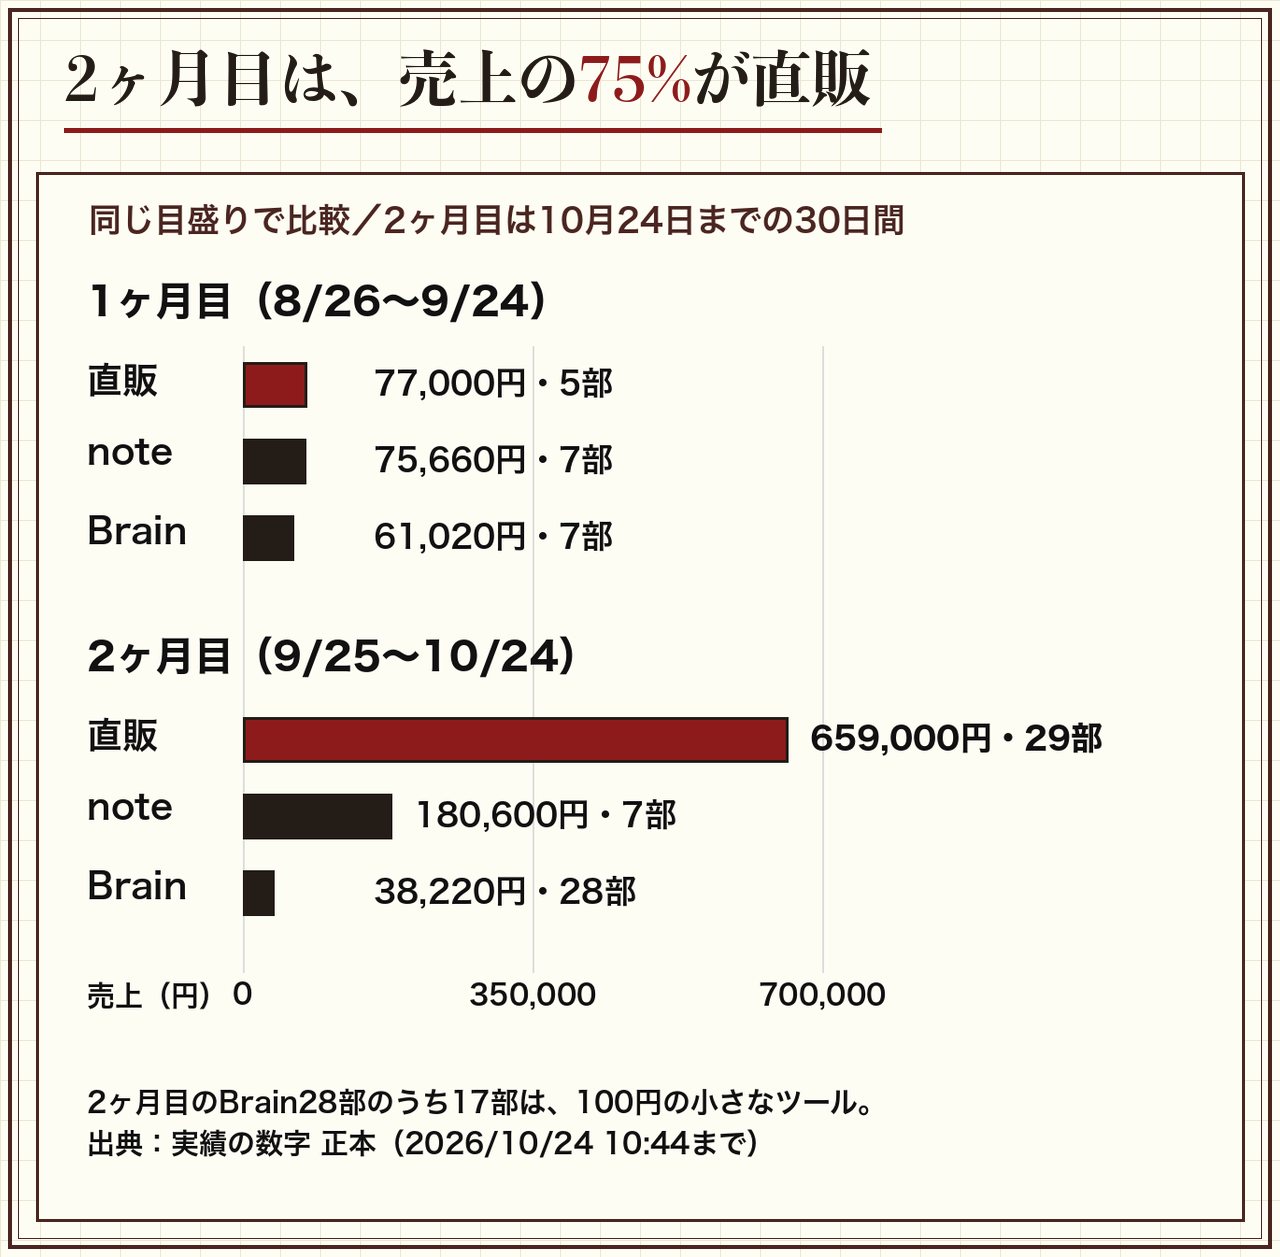 2ヶ月目は、売上の75%が直販
同じ目盛りで比較／2ヶ月目は10月24日までの30日間
1ヶ月目（8/26〜9/24）
直販 77,000円・5部
note 75,660円・7部
Brain 61,020円・7部
2ヶ月目（9/25〜10/24）
直販 659,000円・29部
note 180,600円・7部
Brain 38,220円・28部
売上（円） 0 350,000 700,000
2ヶ月目のBrain28部のうち17部は、100円の小さなツール。
出典：実績の数字 正本（2026/10/24 10:44まで）